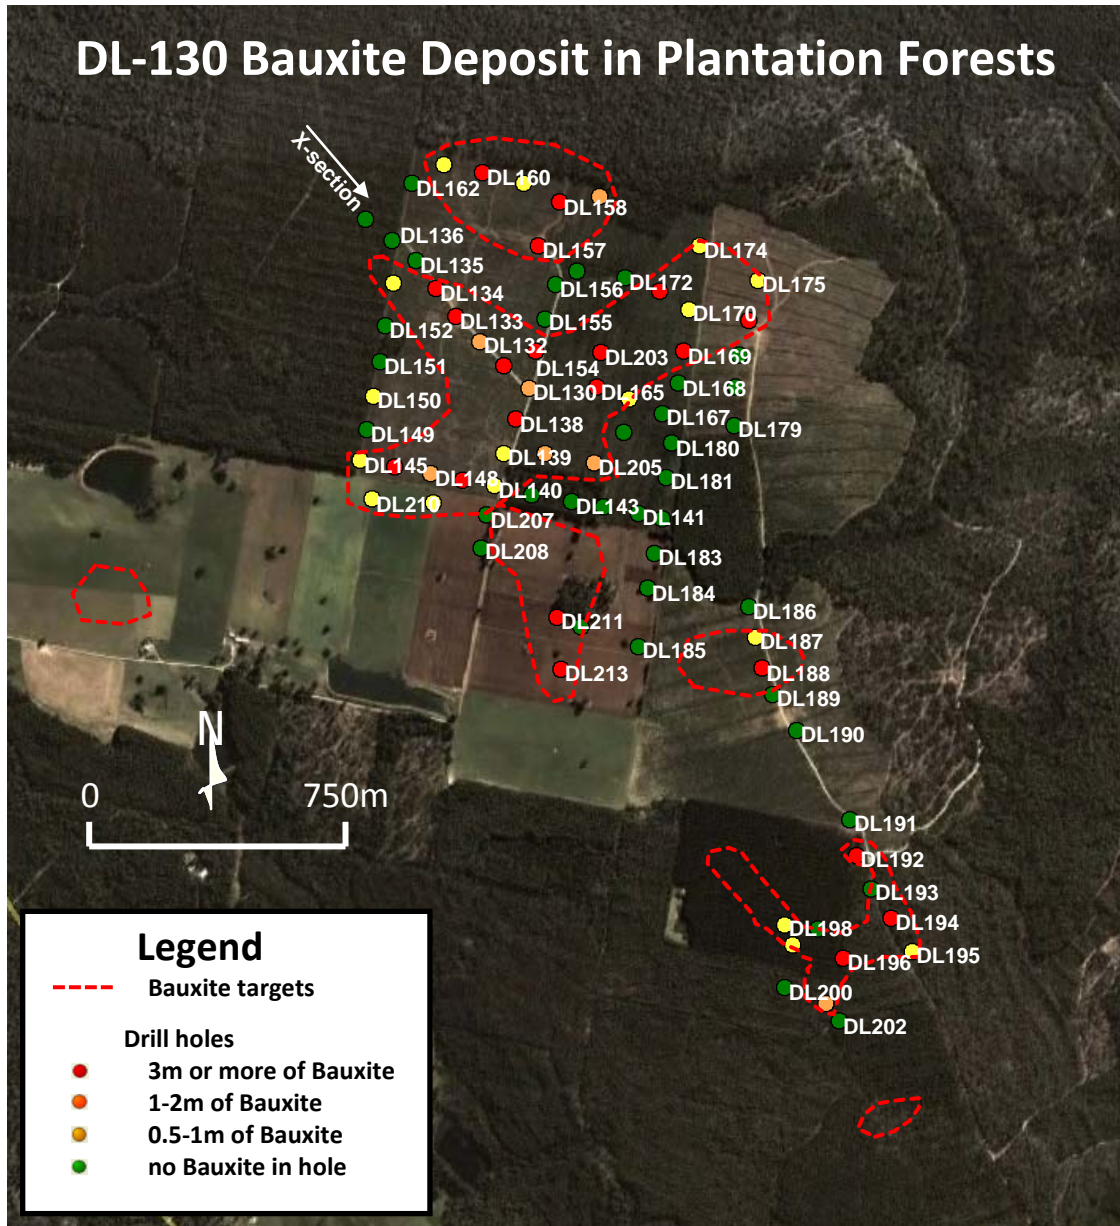 DL-130 Bauxite Deposit in Plantation Forests
X-section
DL160
DL162
DL158
DL136
DL157
DL174
DL135
DL172
DL175
DL134
DL156
DL170
DL133
DL155
DL152
DL132
DL154
DL203
DL169
DL151
DL130
DL165
DL168
DL150
DL138
DL167
DL179
DL149
DL139
DL180
DL145
DL148
DL205
DL181
DL210
DL140
DL143
DL207
DL141
DL208
DL183
DL184
DL186
DL211
DL187
DL185
DL213
DL188
DL189
N
DL190
0 750m
DL191
DL192
DL193
DL198
DL194
DL196
DL195
DL200
DL202
Legend
Bauxite targets
Drill holes
3m or more of Bauxite
1-2m of Bauxite
0.5-1m of Bauxite
no Bauxite in hole